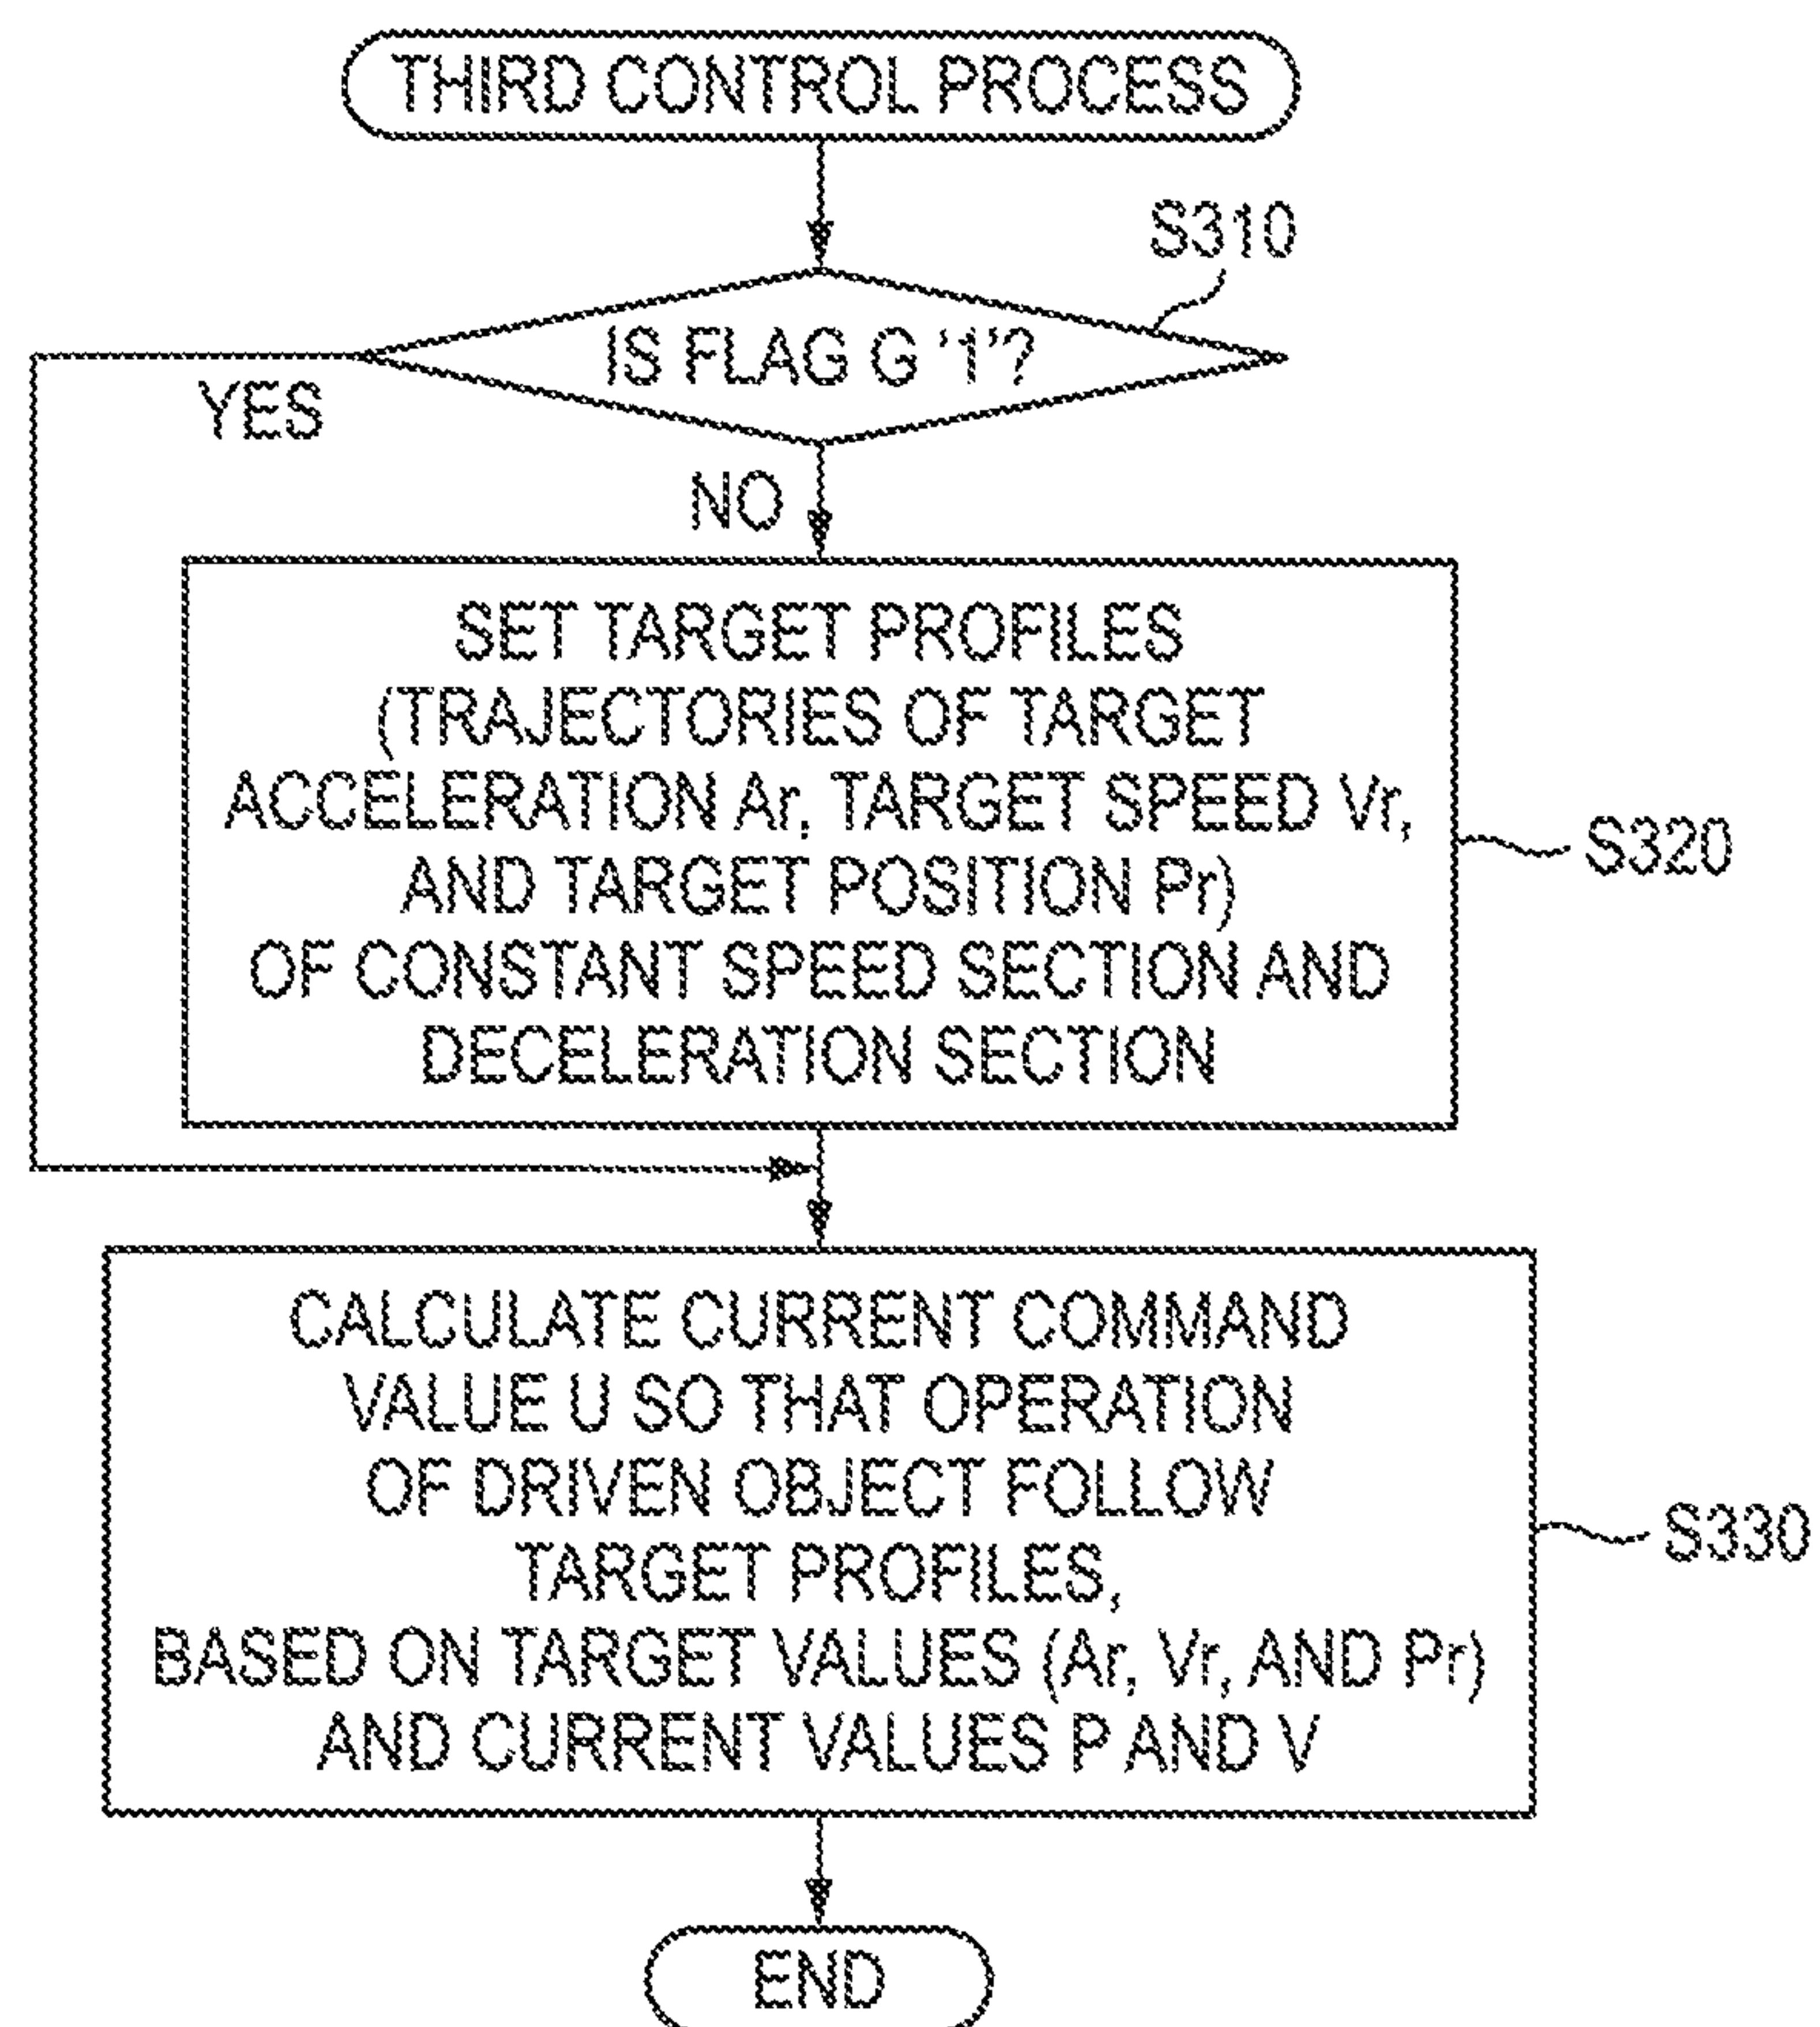 THIRD CONTROL PROCESS
S310
IS FLAG G ‘1’?
YES
NO
SET TARGET PROFILES
(TRAJECTORIES OF TARGET
ACCELERATION Ar, TARGET SPEED Vr,
AND TARGET POSITION Pr)
OF CONSTANT SPEED SECTION AND
DECELERATION SECTION
S320
CALCULATE CURRENT COMMAND
VALUE U SO THAT OPERATION
OF DRIVEN OBJECT FOLLOW
TARGET PROFILES,
BASED ON TARGET VALUES (Ar, Vr, AND Pr)
AND CURRENT VALUES P AND V
S330
END